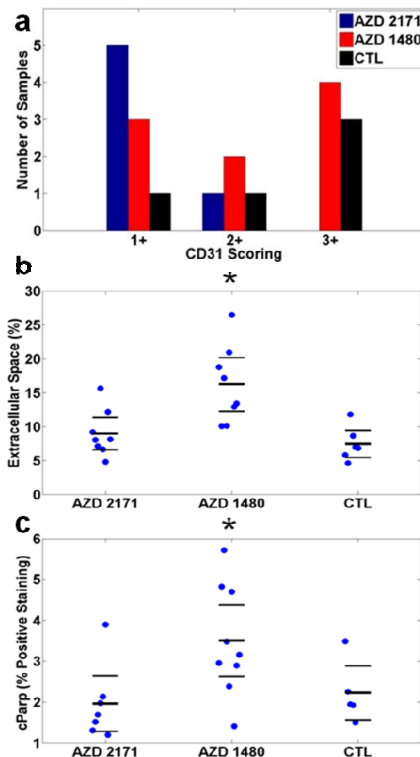 a
AZD 2171
AZD 1480
CTL
Number of Samples
5
4
3
2
1
0
1+ 2+ 3+
CD31 Scoring
b
*
Extracellular Space (%)
30
25
20
15
10
5
0
AZD 2171 AZD 1480 CTL
c
*
cParp (% Positive Staining)
6
5
4
3
2
1
AZD 2171 AZD 1480 CTL